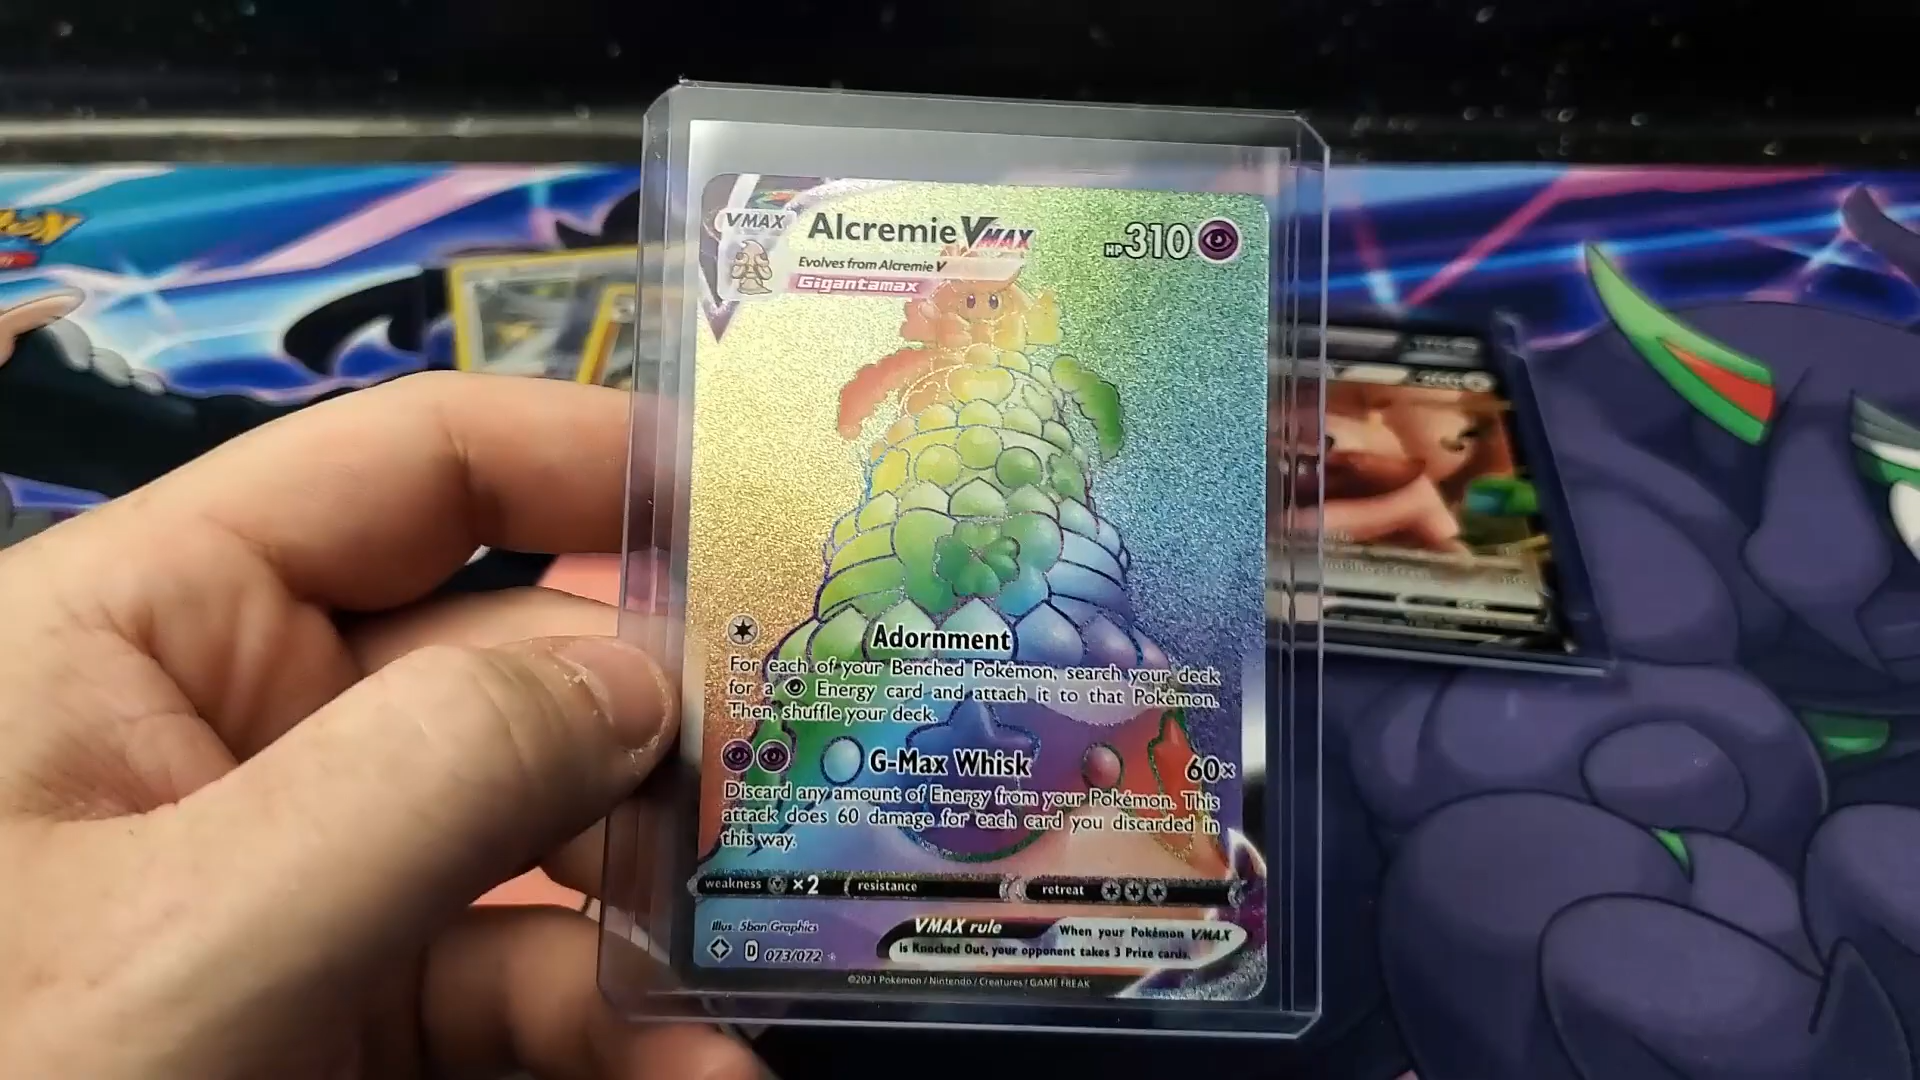 VMAX
Alcremie VMAX
HP 310
Evolves from Alcremie V
Gigantamax
Adornment
For each of your Benched Pokémon, search your deck
for a Energy card and attach it to that Pokémon.
Then, shuffle your deck.
G-Max Whisk
60×
Discard any amount of Energy from your Pokémon. This
attack does 60 damage for each card you discarded in
this way.
weakness ×2 resistance retreat
Illus. 5ban Graphics
VMAX rule When your Pokémon VMAX
is Knocked Out, your opponent takes 3 Prize cards.
D 073/072
©2021 Pokémon / Nintendo / Creatures / GAME FREAK